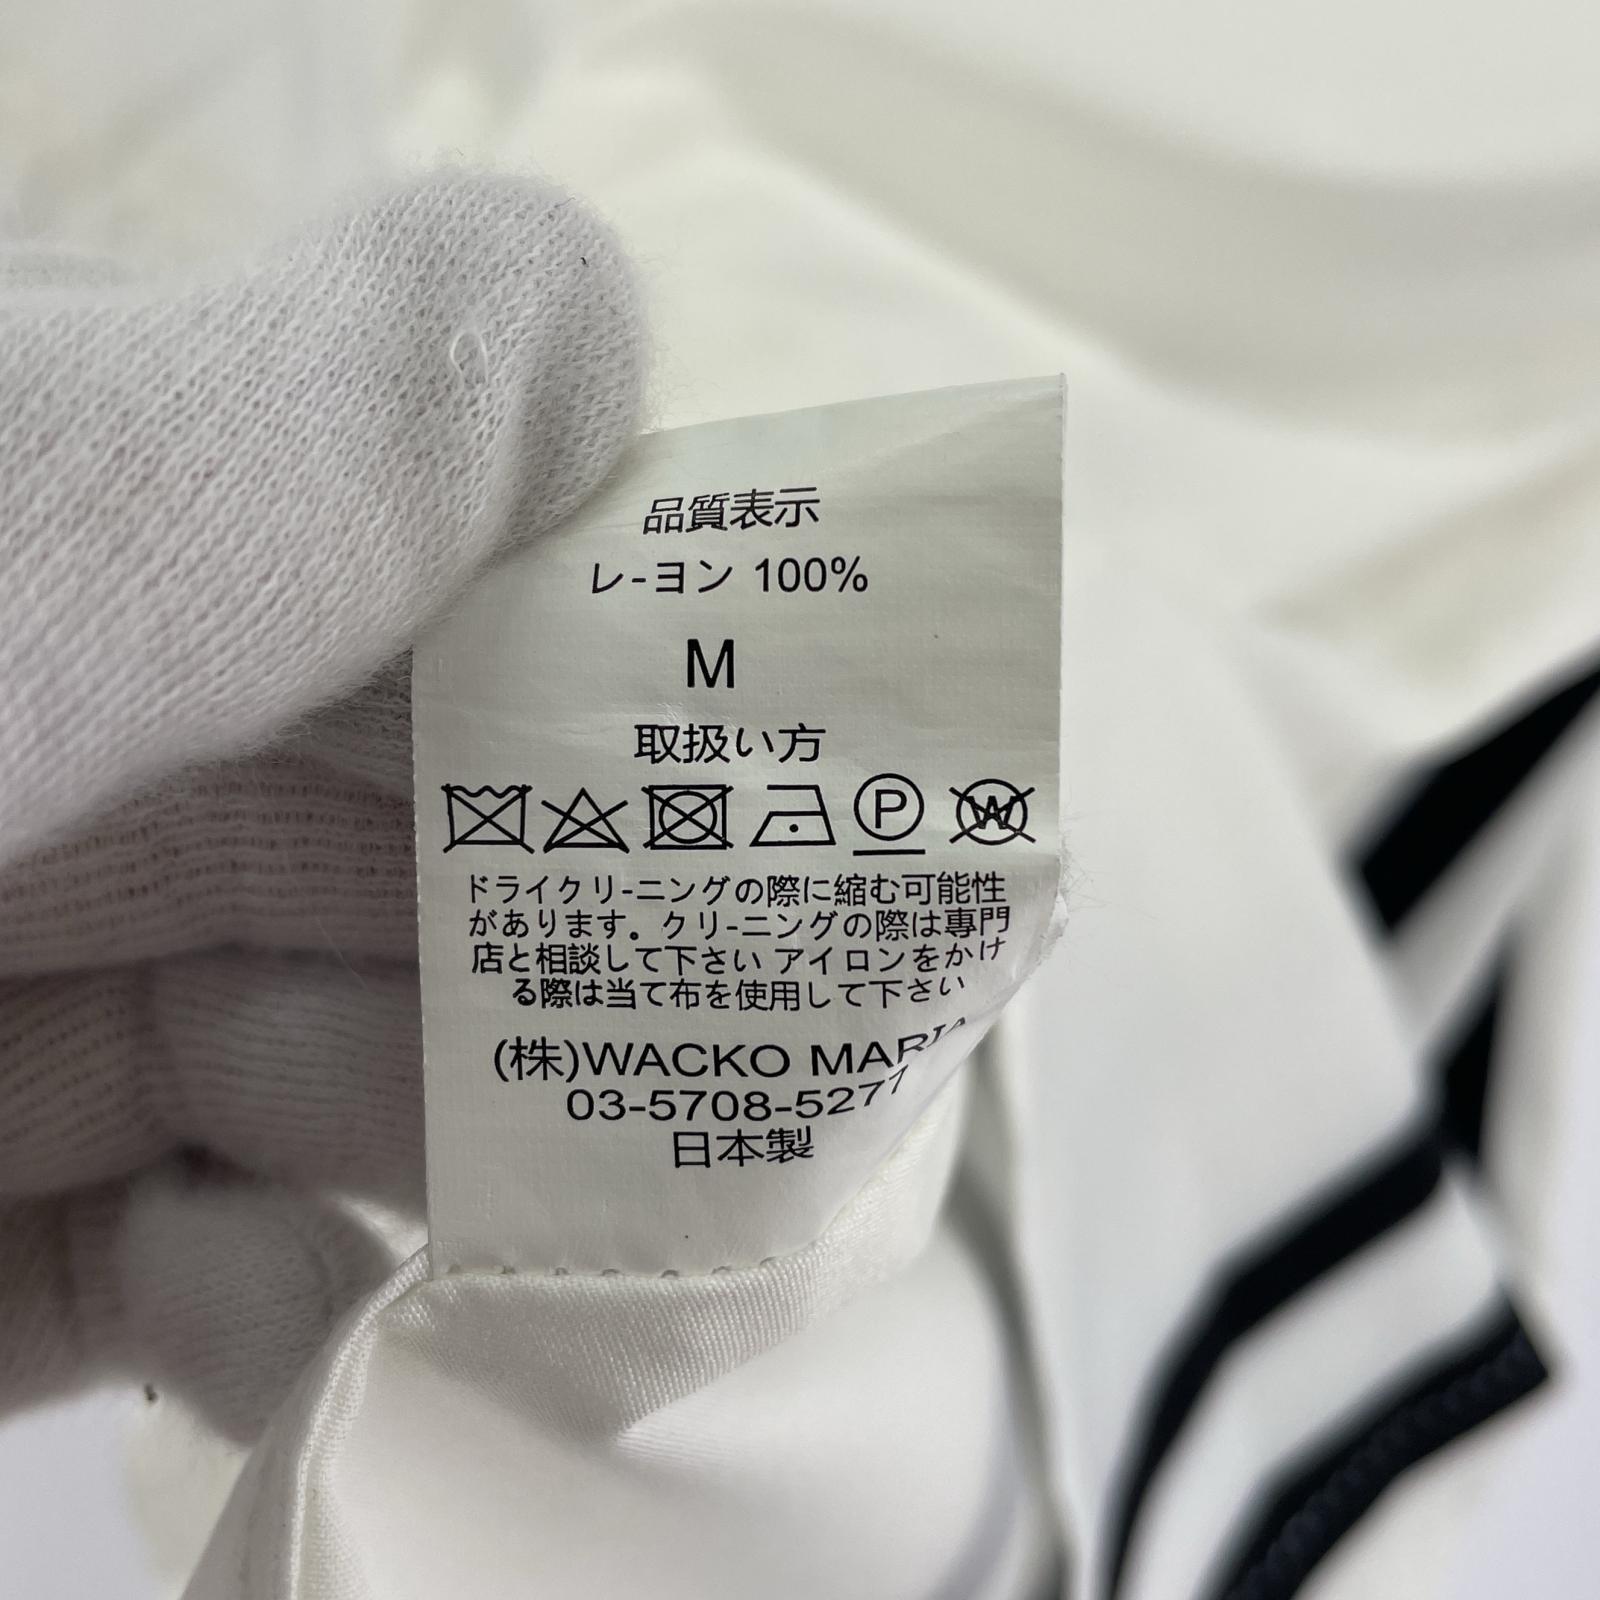 品質表示
レ-ヨン 100%
M
取扱い方
P W
ドライクリ-ニングの際に縮む可能性
があります。クリ-ニングの際は専門
店と相談して下さい アイロンをかけ
る際は当て布を使用して下さい
(株)WACKO MARIA
03-5708-5277
日本製